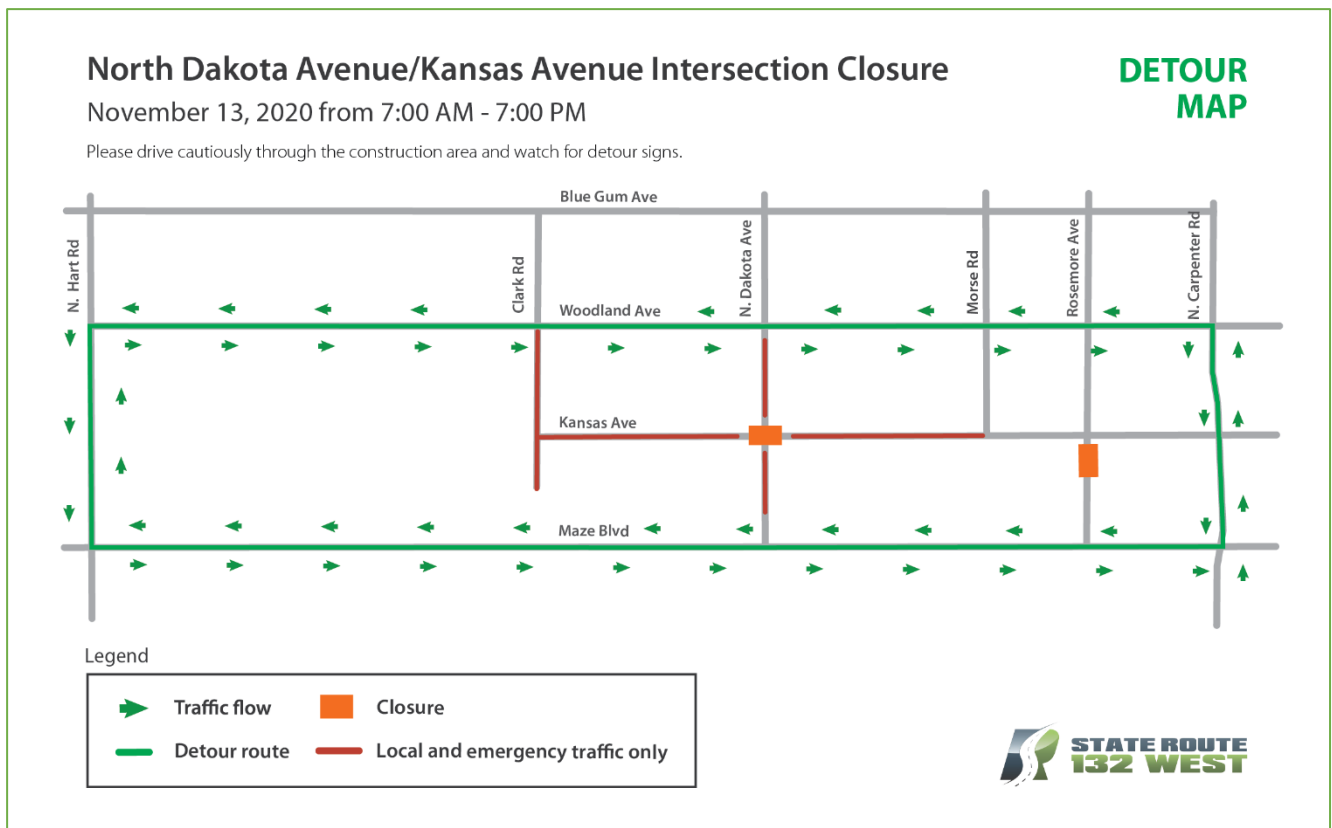 North Dakota Avenue/Kansas Avenue Intersection Closure
November 13, 2020 from 7:00 AM - 7:00 PM
Please drive cautiously through the construction area and watch for detour signs.
DETOUR
MAP
Blue Gum Ave
N. Hart Rd
Clark Rd
N. Dakota Ave
Morse Rd
Rosemore Ave
N. Carpenter Rd
Woodland Ave
Kansas Ave
Maze Blvd
Legend
Traffic flow
Closure
Detour route
Local and emergency traffic only
STATE ROUTE
132 WEST